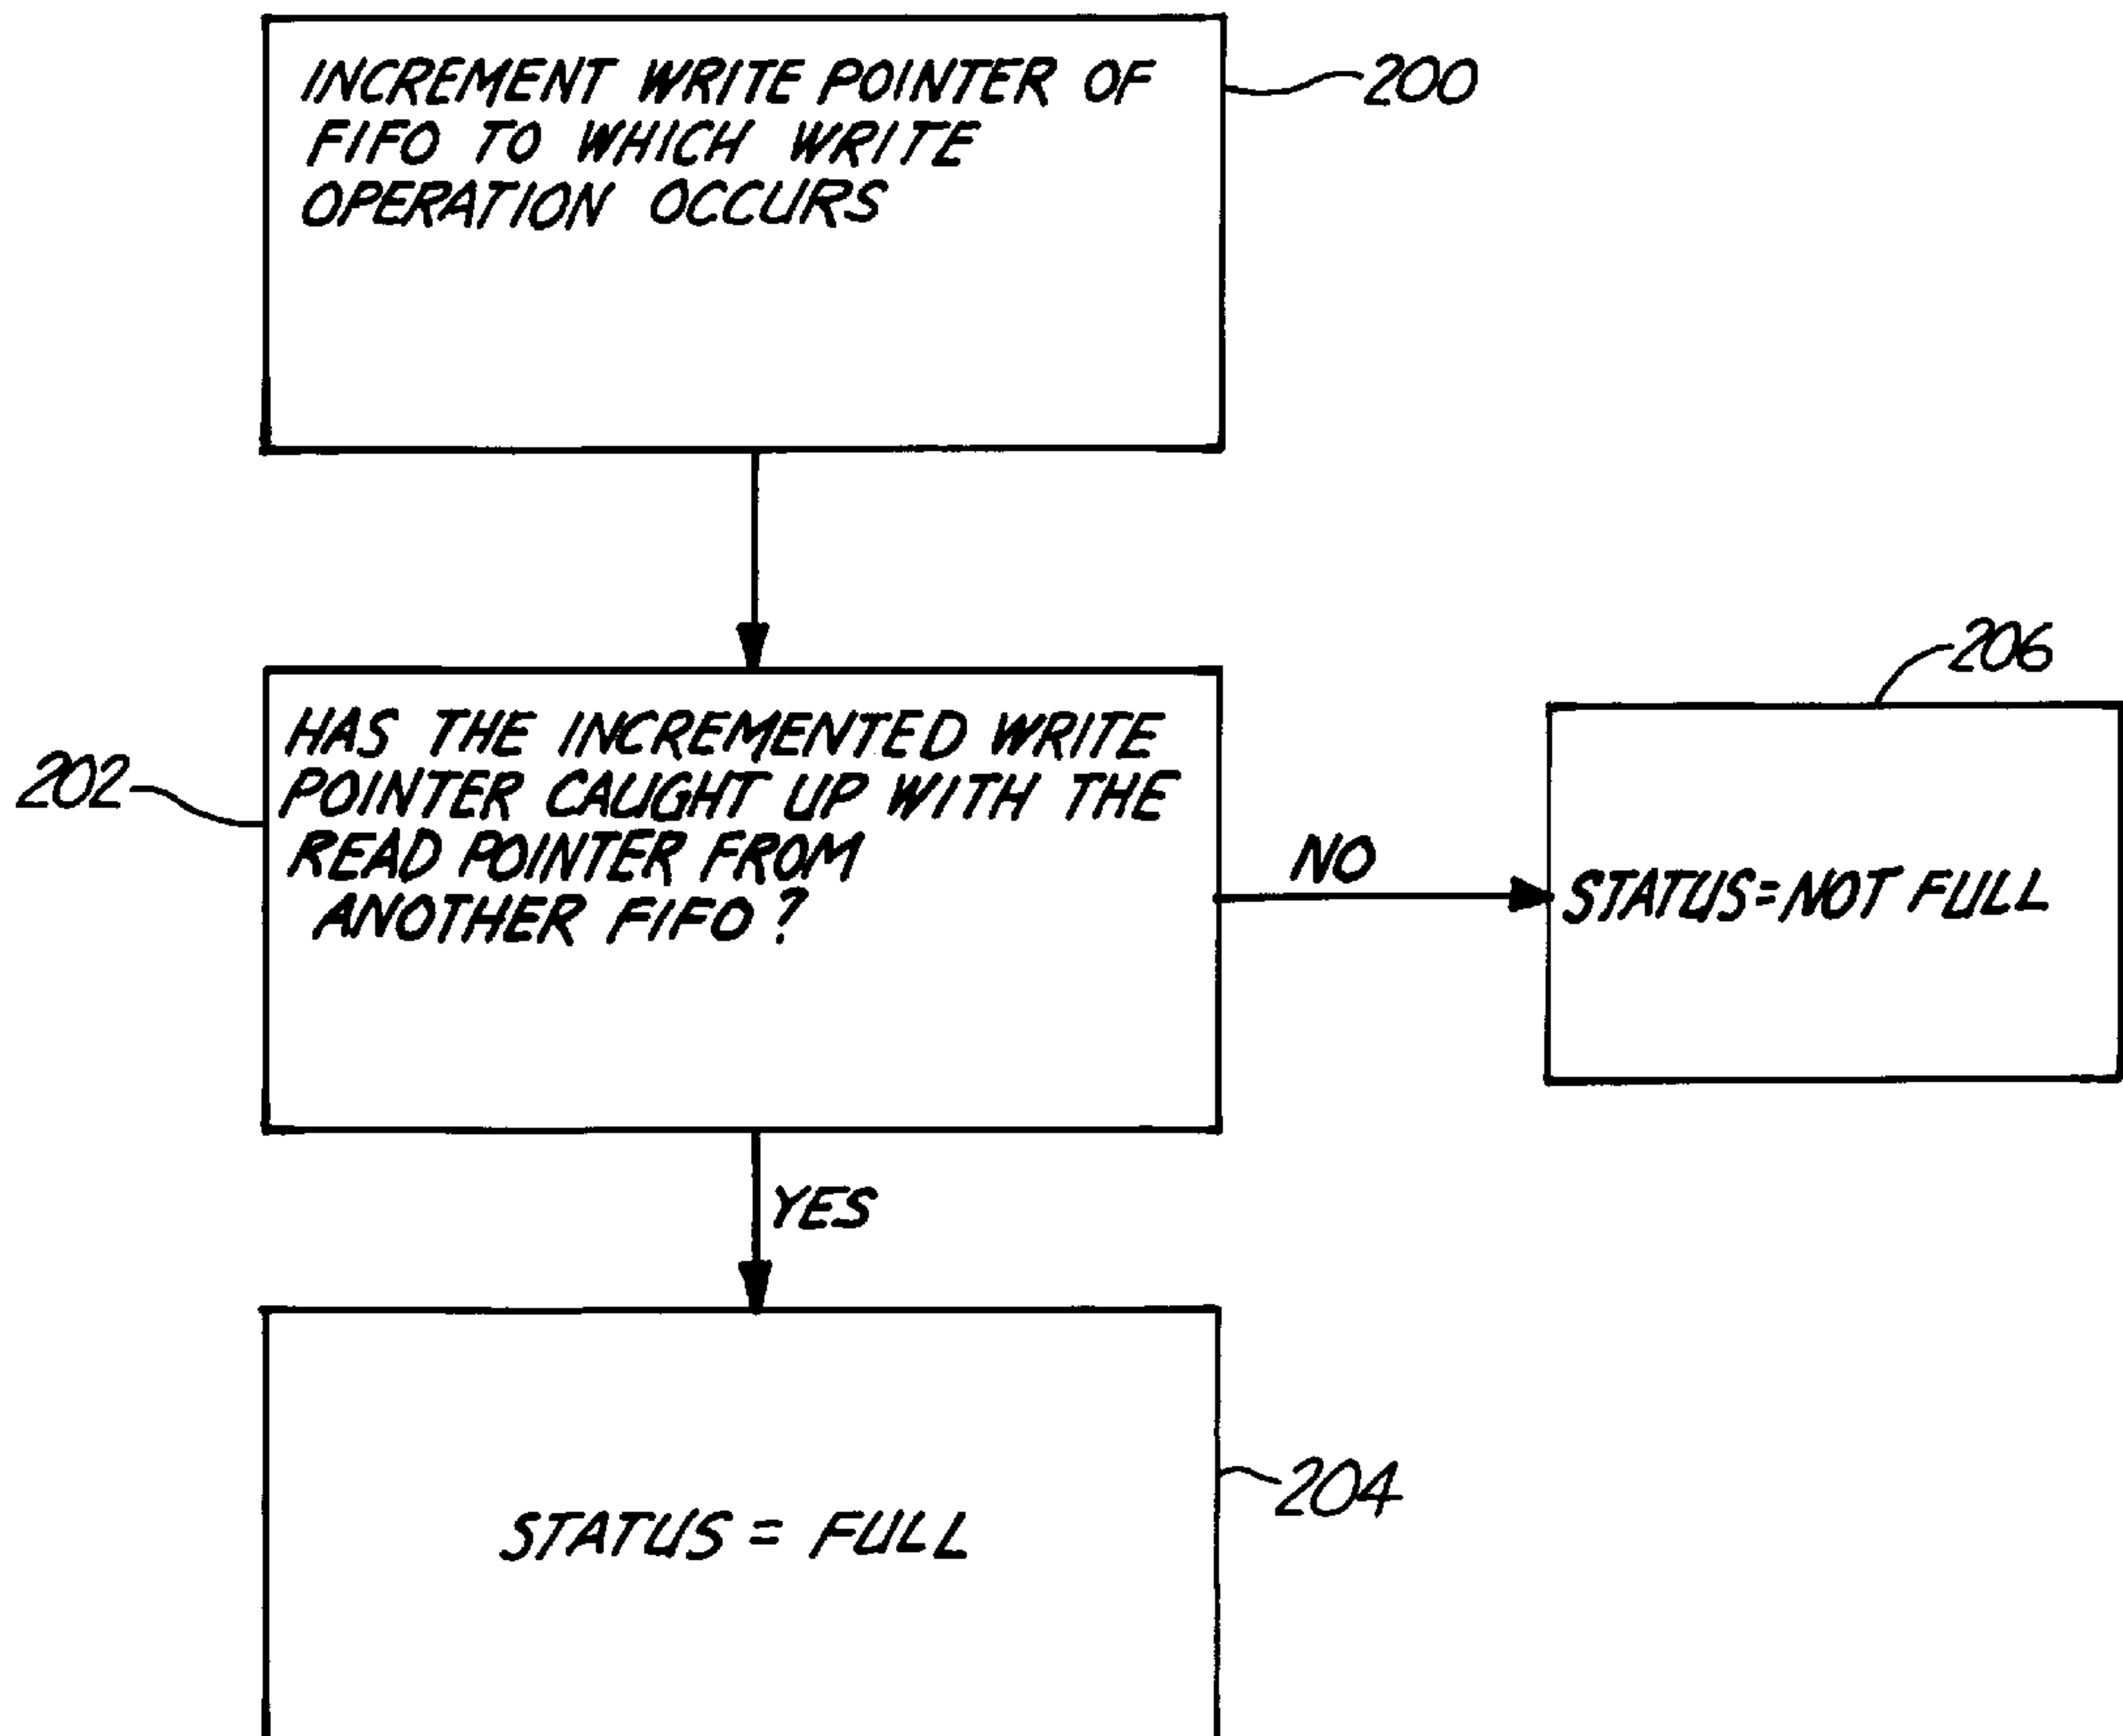 INCREMENT WRITE POINTER OF
FIFO TO WHICH WRITE
OPERATION OCCURS
200
HAS THE INCREMENTED WRITE
POINTER CAUGHT UP WITH THE
READ POINTER FROM
ANOTHER FIFO?
202
NO
206
STATUS=NOT FULL
YES
STATUS = FULL
204